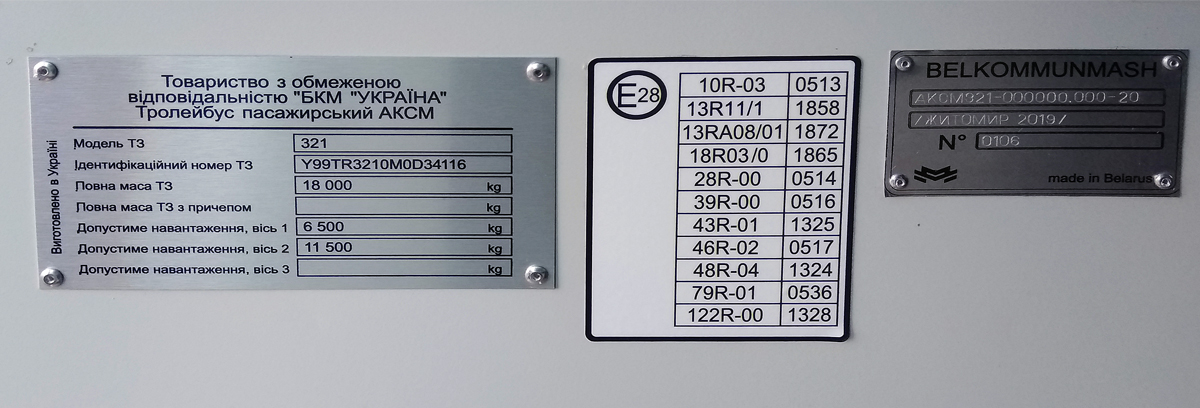 Товариство з обмеженою
відповідальністю "БКМ "УКРАЇНА"
Тролейбус пасажирський АКСМ
Виготовлено в Україні
Модель ТЗ 321
Ідентифікаційний номер ТЗ Y99TR3210M0D34116
Повна маса ТЗ 18 000 kg
Повна маса ТЗ з причепом kg
Допустиме навантаження, вісь 1 6 500 kg
Допустиме навантаження, вісь 2 11 500 kg
Допустиме навантаження, вісь 3 kg
E28
10R-03 0513
13R11/1 1858
13RA08/01 1872
18R03/0 1865
28R-00 0514
39R-00 0516
43R-01 1325
46R-02 0517
48R-04 1324
79R-01 0536
122R-00 1328
BELKOMMUNMASH
АКСМ321-000000.000-20
/ЖИТОМИР 2019/
N° 0106
made in Belarus